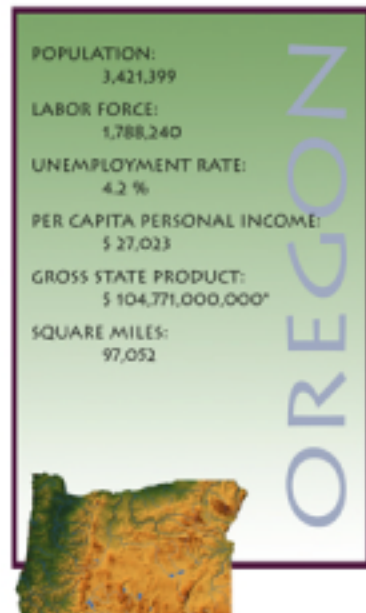 POPULATION:
3,421,399
LABOR FORCE:
1,788,240
UNEMPLOYMENT RATE:
4.2 %
PER CAPITA PERSONAL INCOME:
$ 27,023
GROSS STATE PRODUCT:
$ 104,771,000,000*
SQUARE MILES:
97,052
OREGON